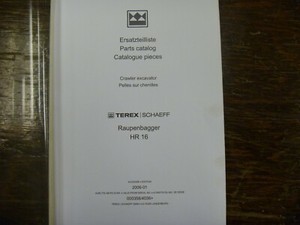 Ersatzteilliste
Parts catalog
Catalogue pieces
Crawler excavator
Pelles sur chenilles
TEREX | SCHAEFF
Raupenbagger
HR 16